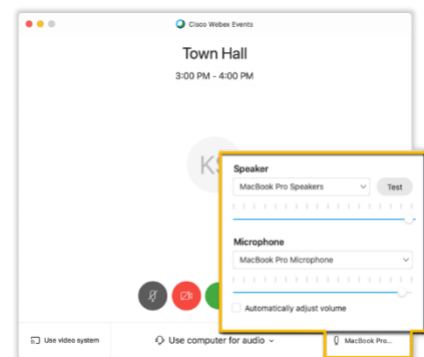 Cisco Webex Events
Town Hall
3:00 PM - 4:00 PM
KS
Speaker
MacBook Pro Speakers
Test
Microphone
MacBook Pro Microphone
Automatically adjust volume
Use video system
Use computer for audio
MacBook Pro...